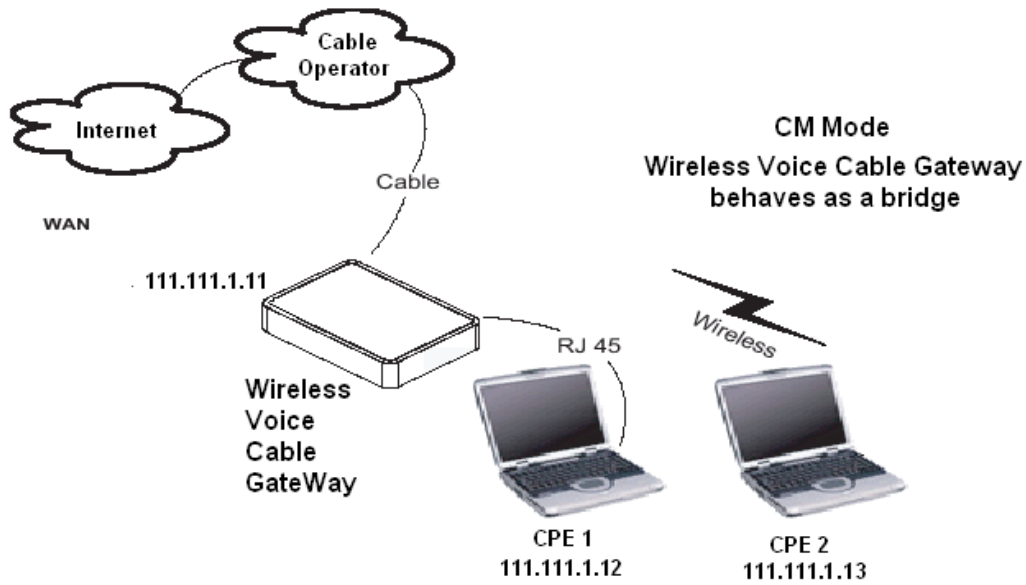 Cable
Operator
Internet
CM Mode
Wireless Voice Cable Gateway
behaves as a bridge
Cable
WAN
111.111.1.11
Wireless
RJ 45
Wireless
Voice
Cable
GateWay
CPE 1
111.111.1.12
CPE 2
111.111.1.13